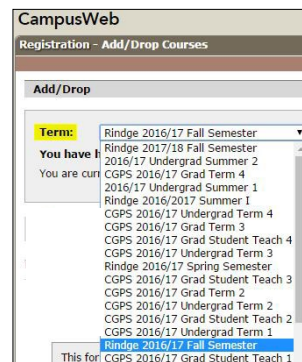 CampusWeb
Registration - Add/Drop Courses
Add/Drop
Term: Rindge 2016/17 Fall Semester
Rindge 2017/18 Fall Semester
You have
2016/17 Undergrad Summer 2
You are
CGPS 2016/17 Grad Term 4
2016/17 Undergrad Summer 1
Rindge 2016/2017 Summer I
CGPS 2016/17 Undergrad Term 4
CGPS 2016/17 Grad Term 3
CGPS 2016/17 Grad Student Teach 4
CGPS 2016/17 Undergrad Term 3
Rindge 2016/17 Spring Semester
CGPS 2016/17 Grad Student Teach 3
CGPS 2016/17 Grad Term 2
CGPS 2016/17 Undergrad Term 2
CGPS 2016/17 Grad Student Teach 2
CGPS 2016/17 Undergrad Term 1
Rindge 2016/17 Fall Semester
This for
CGPS 2016/17 Grad Student Teach 1